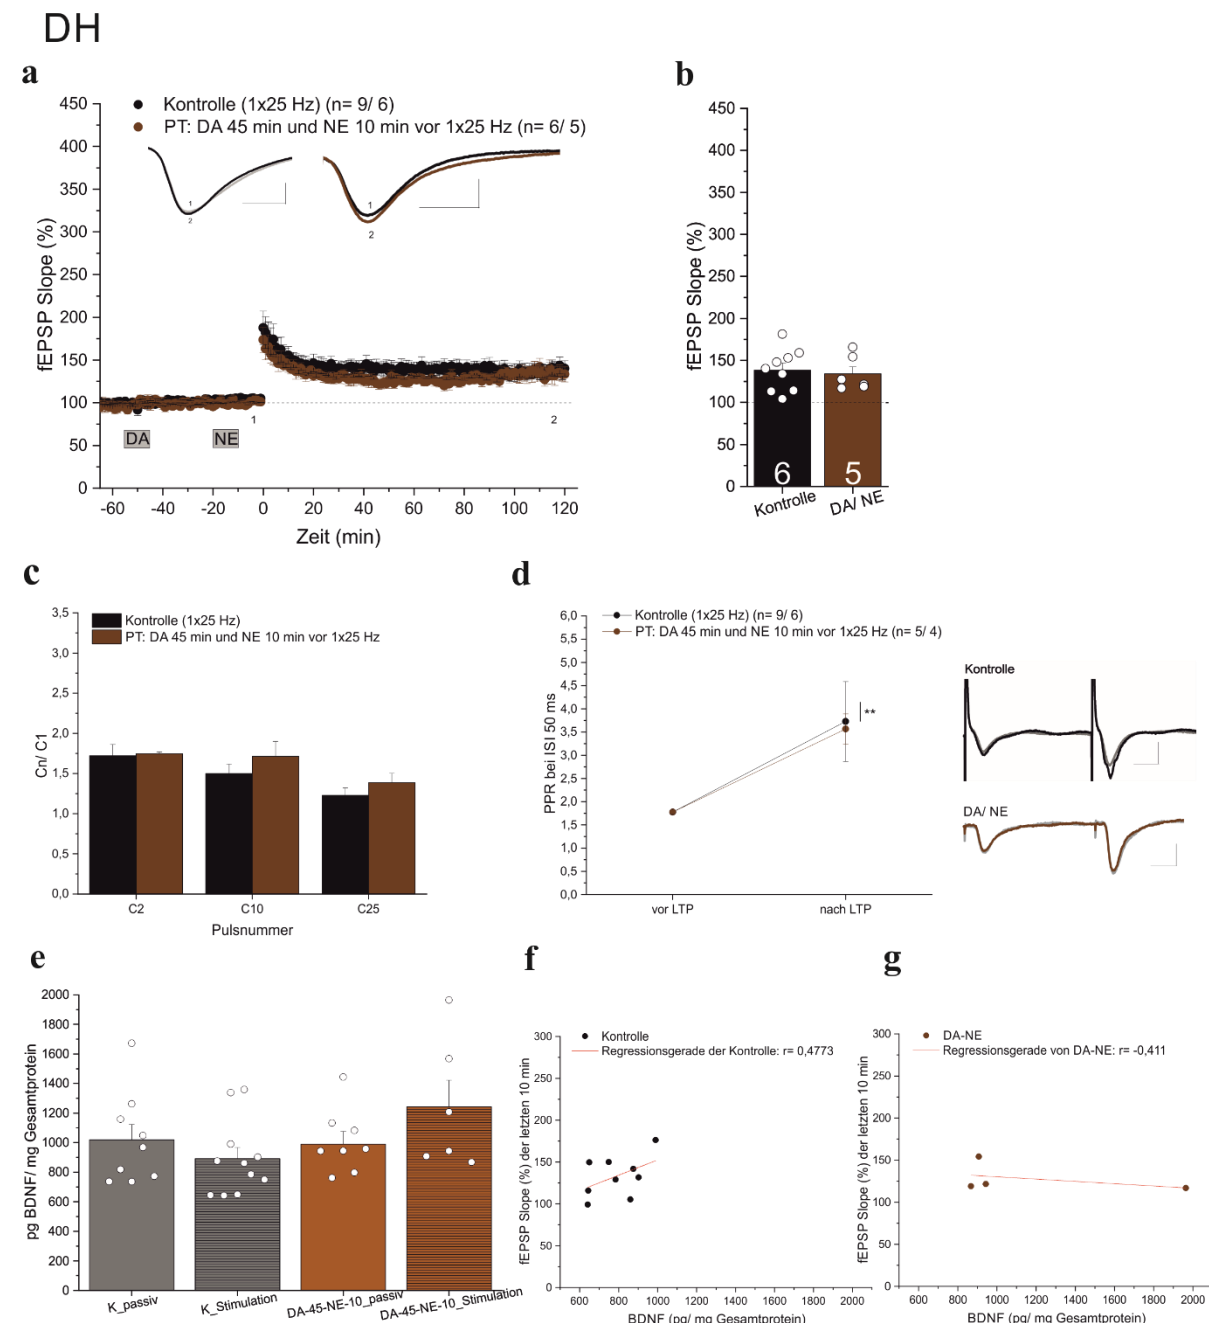 DH
a
450
400
350
300
250
200
150
100
50
0
fEPSP Slope (%)
Kontrolle (1x25 Hz) (n= 9/ 6)
PT: DA 45 min und NE 10 min vor 1x25 Hz (n= 6/ 5)
1
2
1
2
1
2
DA
NE
-60 -40 -20 0 20 40 60 80 100 120
Zeit (min)
b
450
400
350
300
250
200
150
100
50
0
fEPSP Slope (%)
6
5
Kontrolle
DA/ NE
c
3,5
3,0
2,5
2,0
1,5
1,0
0,5
0,0
Cn/ C1
Kontrolle (1x25 Hz)
PT: DA 45 min und NE 10 min vor 1x25 Hz
C2 C10 C25
Pulsnummer
d
6,0
5,5
5,0
4,5
4,0
3,5
3,0
2,5
2,0
1,5
1,0
0,5
0,0
PPR bei ISI 50 ms
Kontrolle (1x25 Hz) (n= 9/ 6)
PT: DA 45 min und NE 10 min vor 1x25 Hz (n= 5/ 4)
**
vor LTP nach LTP
Kontrolle
DA/ NE
e
2000
1800
1600
1400
1200
1000
800
600
400
200
0
pg BDNF/ mg Gesamtprotein
K_passiv
K_Stimulation
DA-45-NE-10_passiv
DA-45-NE-10_Stimulation
f
300
250
200
150
100
50
0
fEPSP Slope (%) der letzten 10 min
Kontrolle
Regressionsgerade der Kontrolle: r= 0,4773
600 800 1000 1200 1400 1600 1800 2000
BDNF (pg/ mg Gesamtprotein)
g
300
250
200
150
100
50
0
fEPSP Slope (%) der letzten 10 min
DA-NE
Regressionsgerade von DA-NE: r= -0,411
600 800 1000 1200 1400 1600 1800 2000
BDNF (pg/ mg Gesamtprotein)